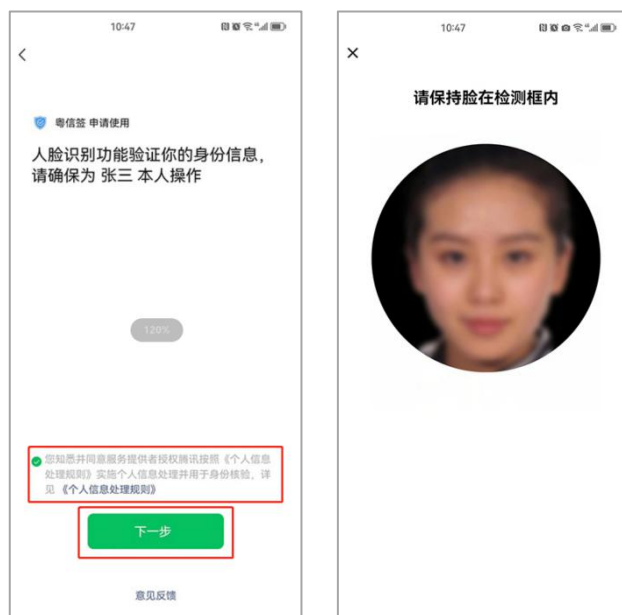 10:47
粤信签 申请使用
人脸识别功能验证你的身份信息，
请确保为 张三 本人操作
120%
您知悉并同意服务提供者授权腾讯按照《个人信息
处理规则》实施个人信息处理并用于身份核验，详
见《个人信息处理规则》
下一步
意见反馈
10:47
请保持脸在检测框内